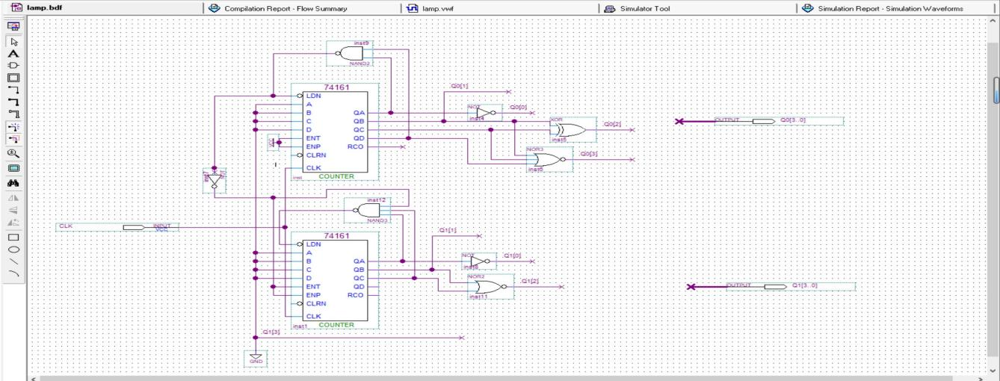 lamp.bdf
Compilation Report - Flow Summary
lamp.vwf
Simulator Tool
Simulation Report - Simulation Waveforms
inst9
NAND2
74161
LDN
A
B
C
D
ENT
ENP
CLRN
CLK
QA
QB
QC
QD
RCO
COUNTER
inst
VCC
Q0[1]
NOT
inst4
Q0[0]
XOR
inst5
Q0[2]
NOR3
inst6
Q0[3]
OUTPUT
Q0[3..0]
inst7
NOT
inst12
NAND3
CLK
INPUT
VCC
74161
LDN
A
B
C
D
ENT
ENP
CLRN
CLK
QA
QB
QC
QD
RCO
inst1
COUNTER
Q1[1]
NOT
inst8
Q1[0]
NOR2
inst11
Q1[2]
OUTPUT
Q1[3..0]
Q1[3]
GND